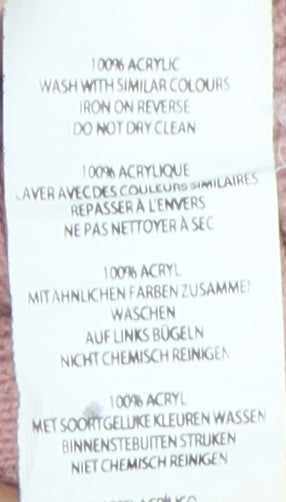 100% ACRYLIC
WASH WITH SIMILAR COLOURS
IRON ON REVERSE
DO NOT DRY CLEAN
100% ACRYLIQUE
LAVER AVEC DES COULEURS SIMILAIRES
REPASSER À L'ENVERS
NE PAS NETTOYER À SEC
100% ACRYL
MIT ÄHNLICHEN FARBEN ZUSAMMEN
WASCHEN
AUF LINKS BÜGELN
NICHT CHEMISCH REINIGEN
100% ACRYL
MET SOORTGELIJKE KLEUREN WASSEN
BINNENSTEBUITEN STRIJKEN
NIET CHEMISCH REINIGEN